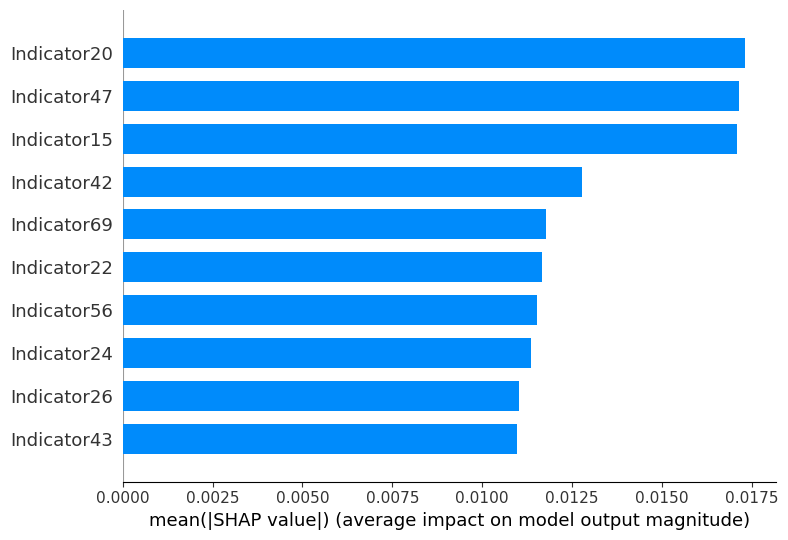 Indicator20
Indicator47
Indicator15
Indicator42
Indicator69
Indicator22
Indicator56
Indicator24
Indicator26
Indicator43
0.0000 0.0025 0.0050 0.0075 0.0100 0.0125 0.0150 0.0175
mean(|SHAP value|) (average impact on model output magnitude)